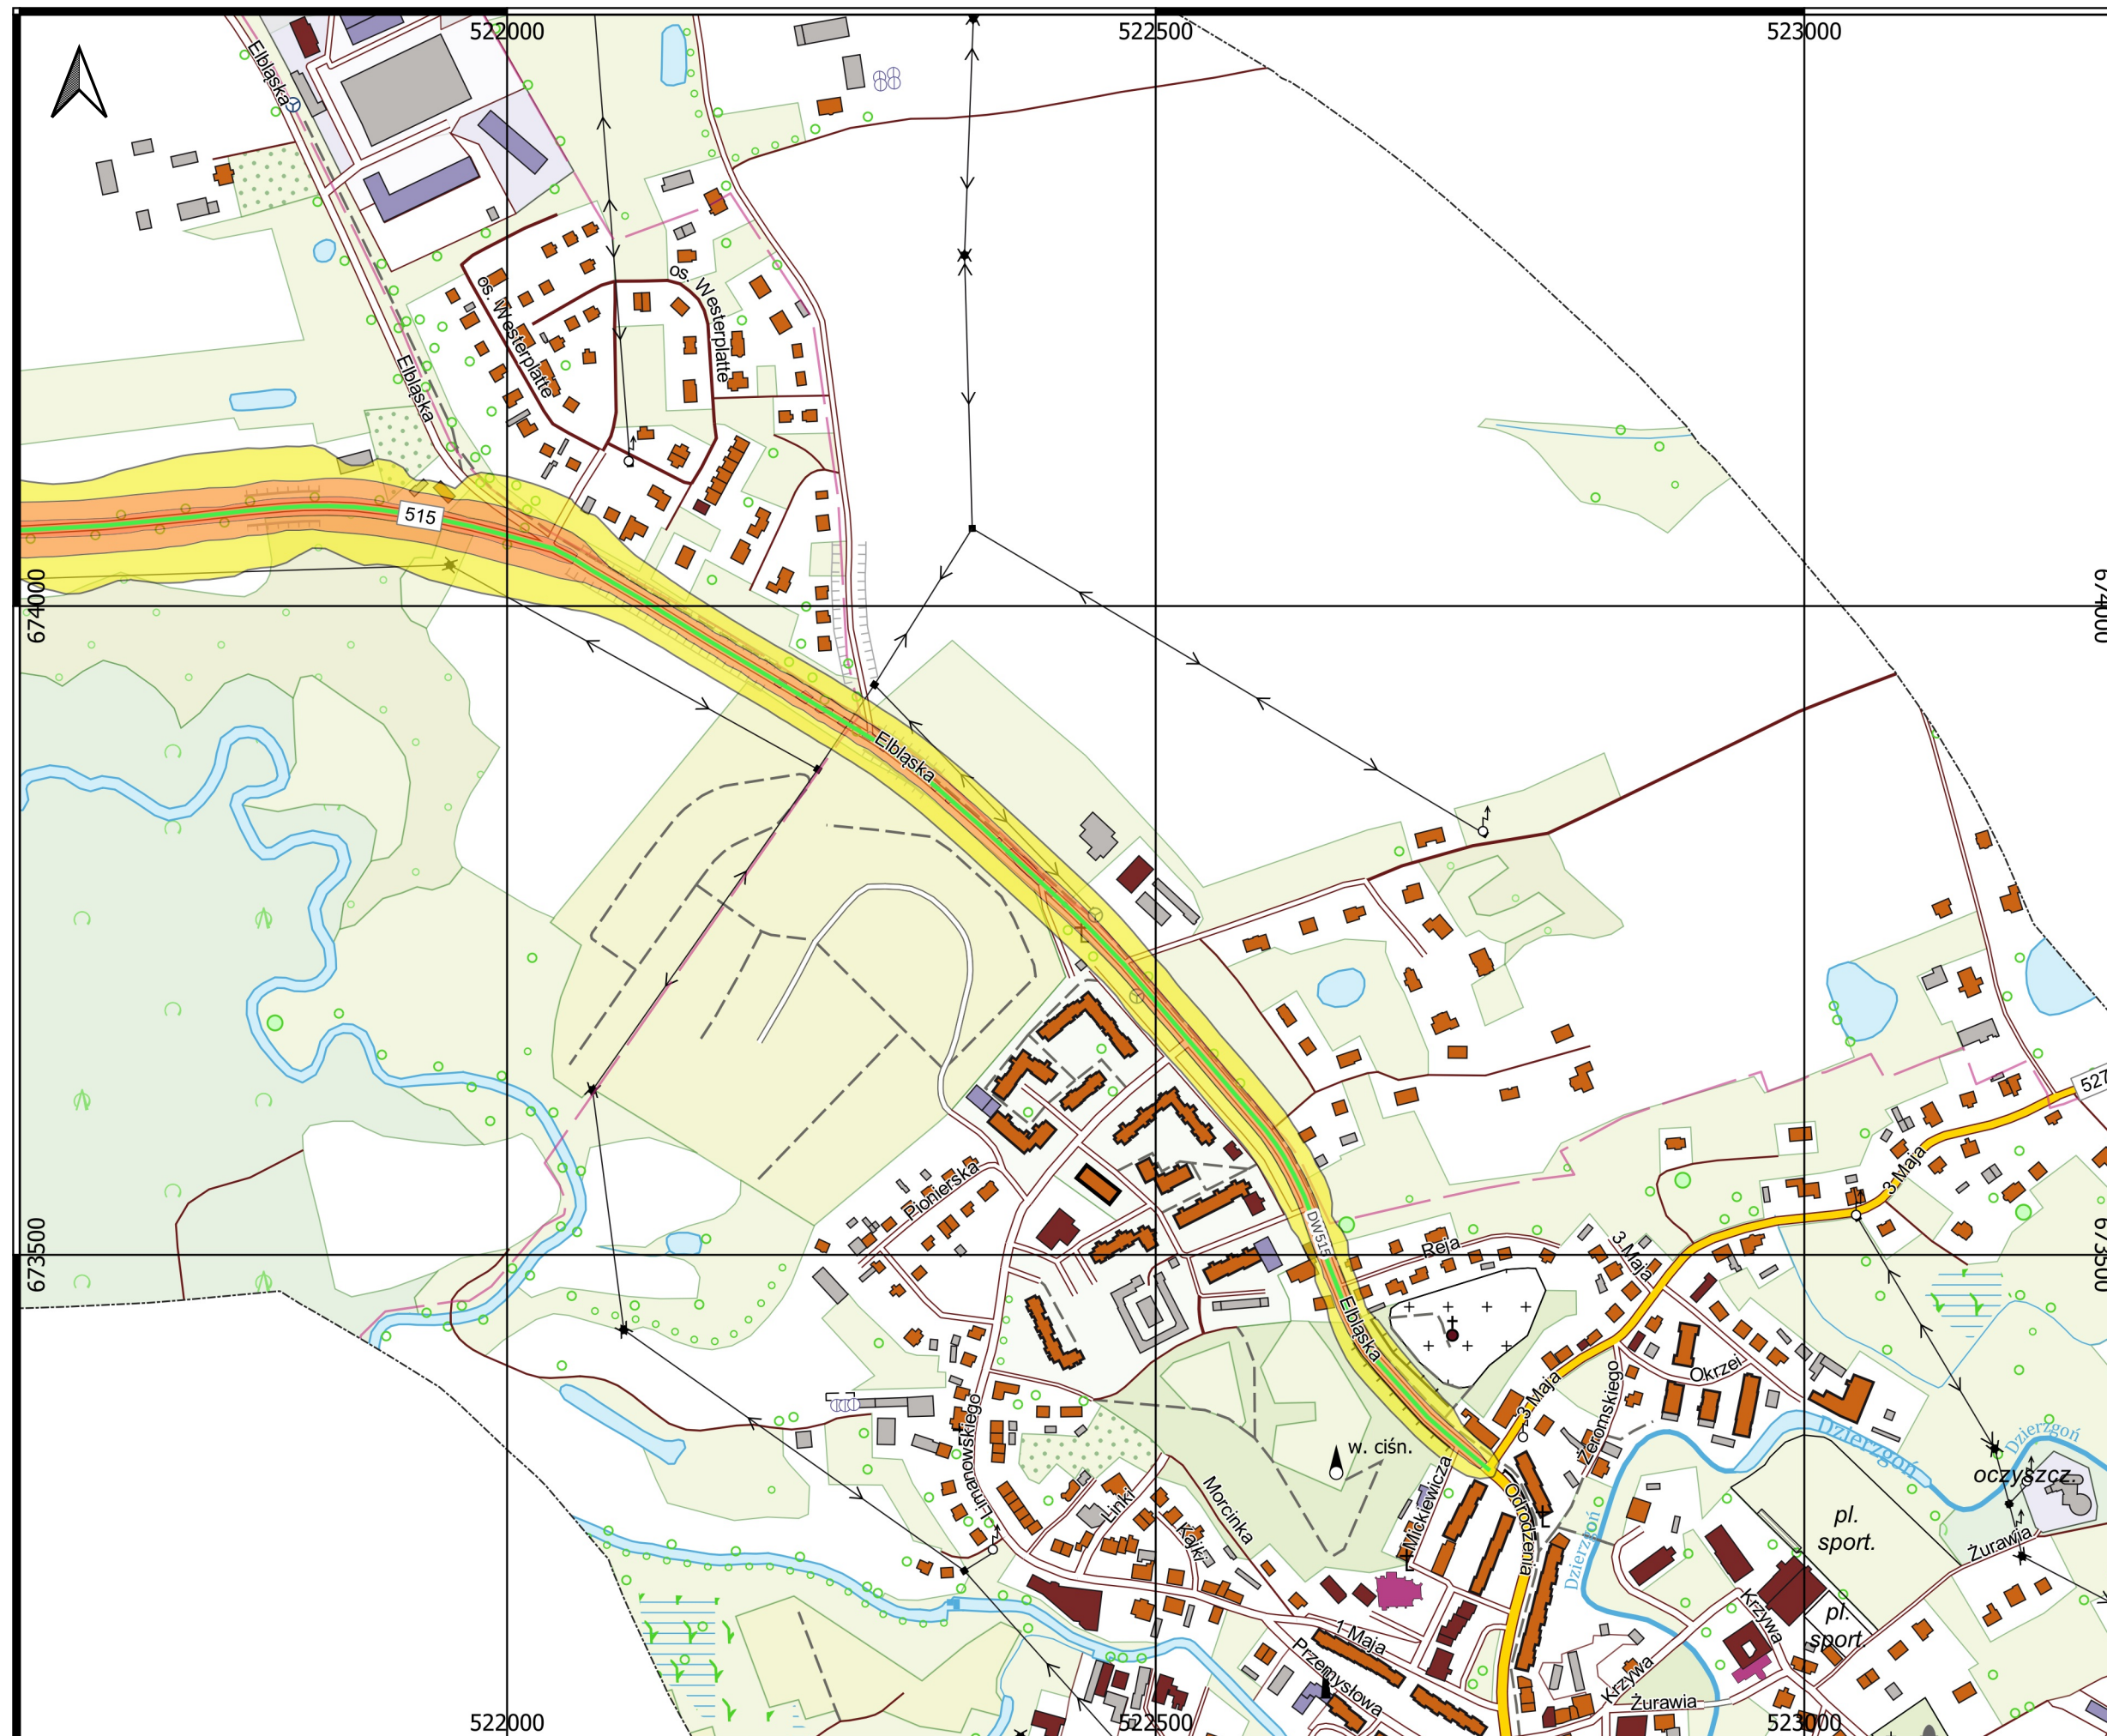 522000
522500
523000
Elbląska
os. Westerplatte
os. Westerplatte
Elbląska
515
674000
674000
Elbląska
527
3 Maja
Pionierska
673500
673500
DW515
Reja
3 Maja
Elbląska
Okrzei
3 Maja
Żeromskiego
Limanowskiego
w. ciśn.
Dzierzgoń
Dzierzgoń
oczyszcz.
Mickiewicza
Morcinka
Linki
Kajki
Odrodzenia
Dzierzgoń
pl.
sport.
Żurawia
pl.
sport.
Krzywa
1 Maja
Przemysłowa
Krzywa
Żurawia
522000
522500
523000